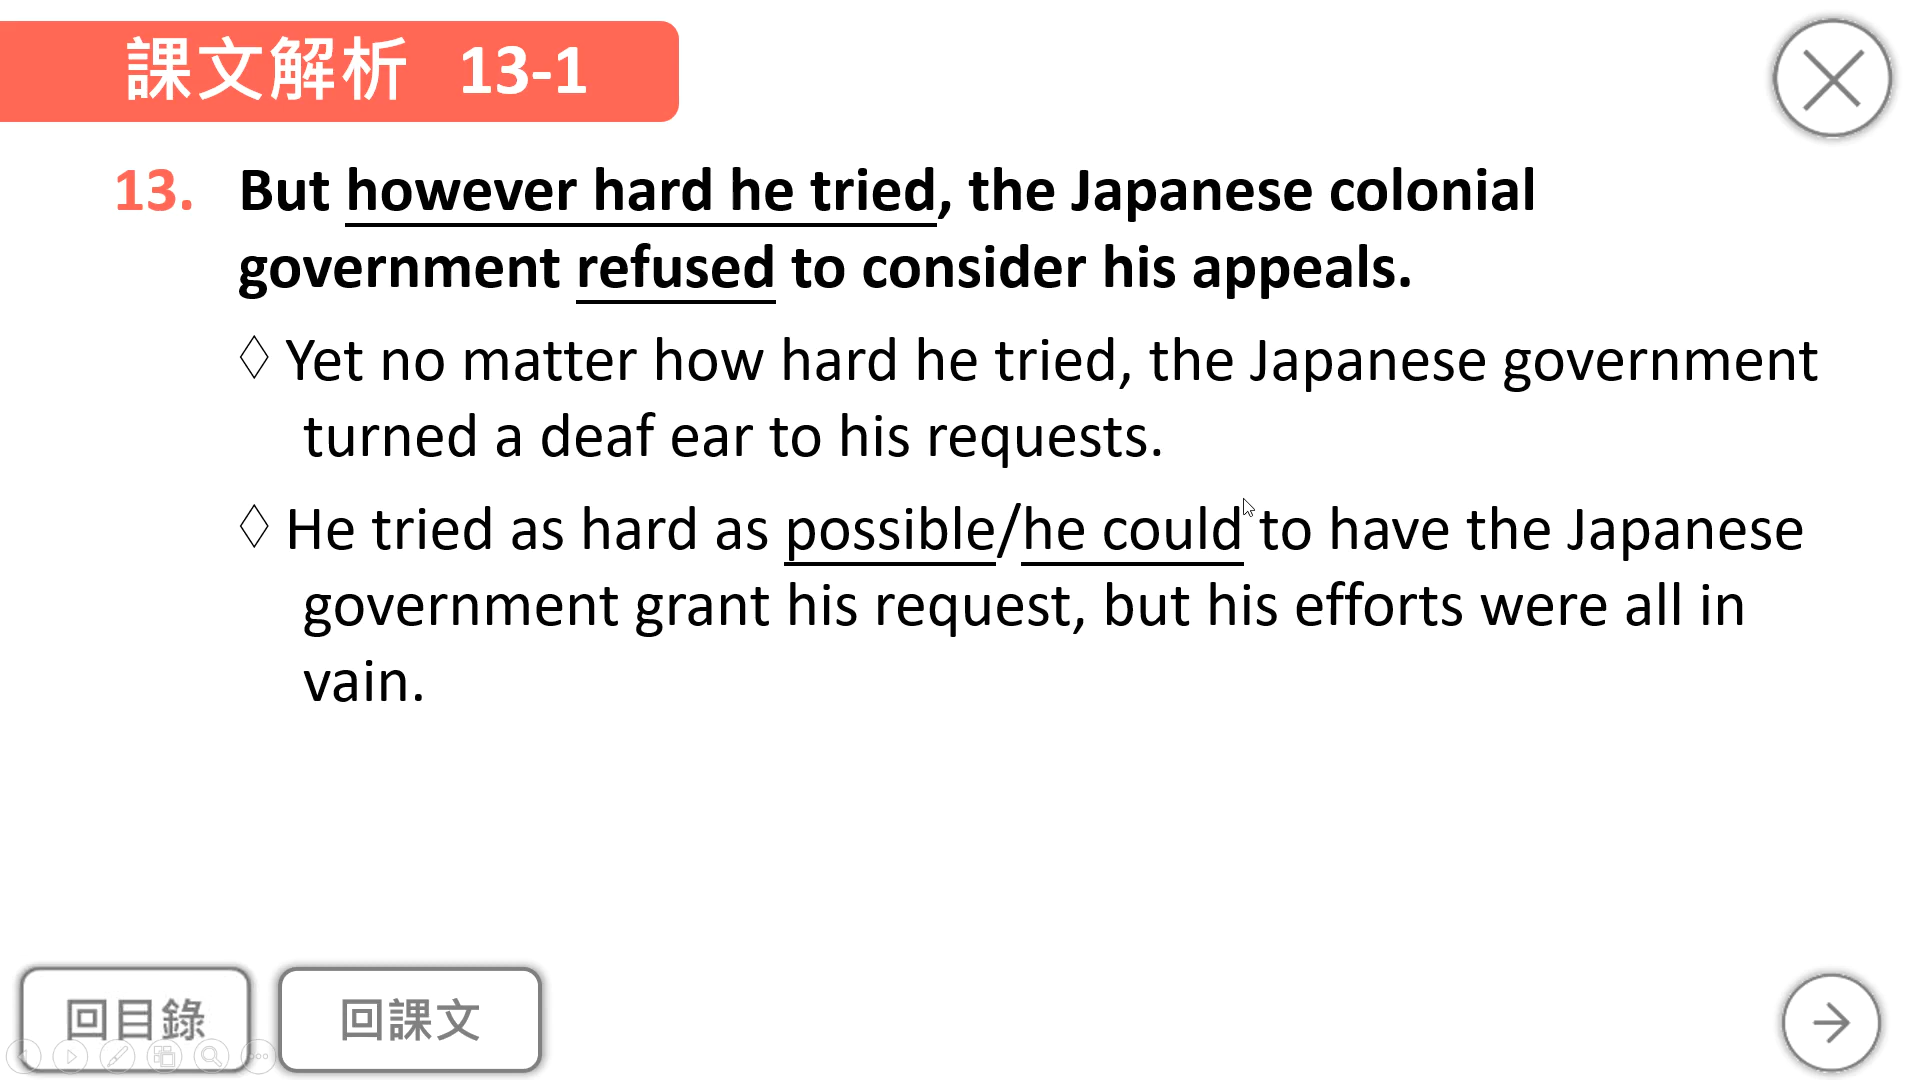 課文解析 13-1
13. But however hard he tried, the Japanese colonial
government refused to consider his appeals.
◊ Yet no matter how hard he tried, the Japanese government
turned a deaf ear to his requests.
◊ He tried as hard as possible/he could to have the Japanese
government grant his request, but his efforts were all in
vain.
回目錄 回課文